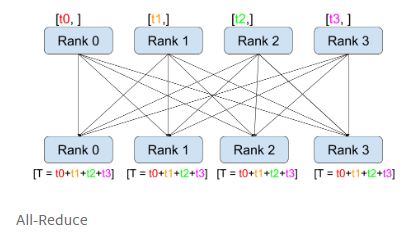 [t0, ] [t1,] [t2,] [t3, ]
Rank 0 Rank 1 Rank 2 Rank 3
Rank 0 Rank 1 Rank 2 Rank 3
[T = t0+t1+t2+t3] [T = t0+t1+t2+t3] [T = t0+t1+t2+t3] [T = t0+t1+t2+t3]
All-Reduce